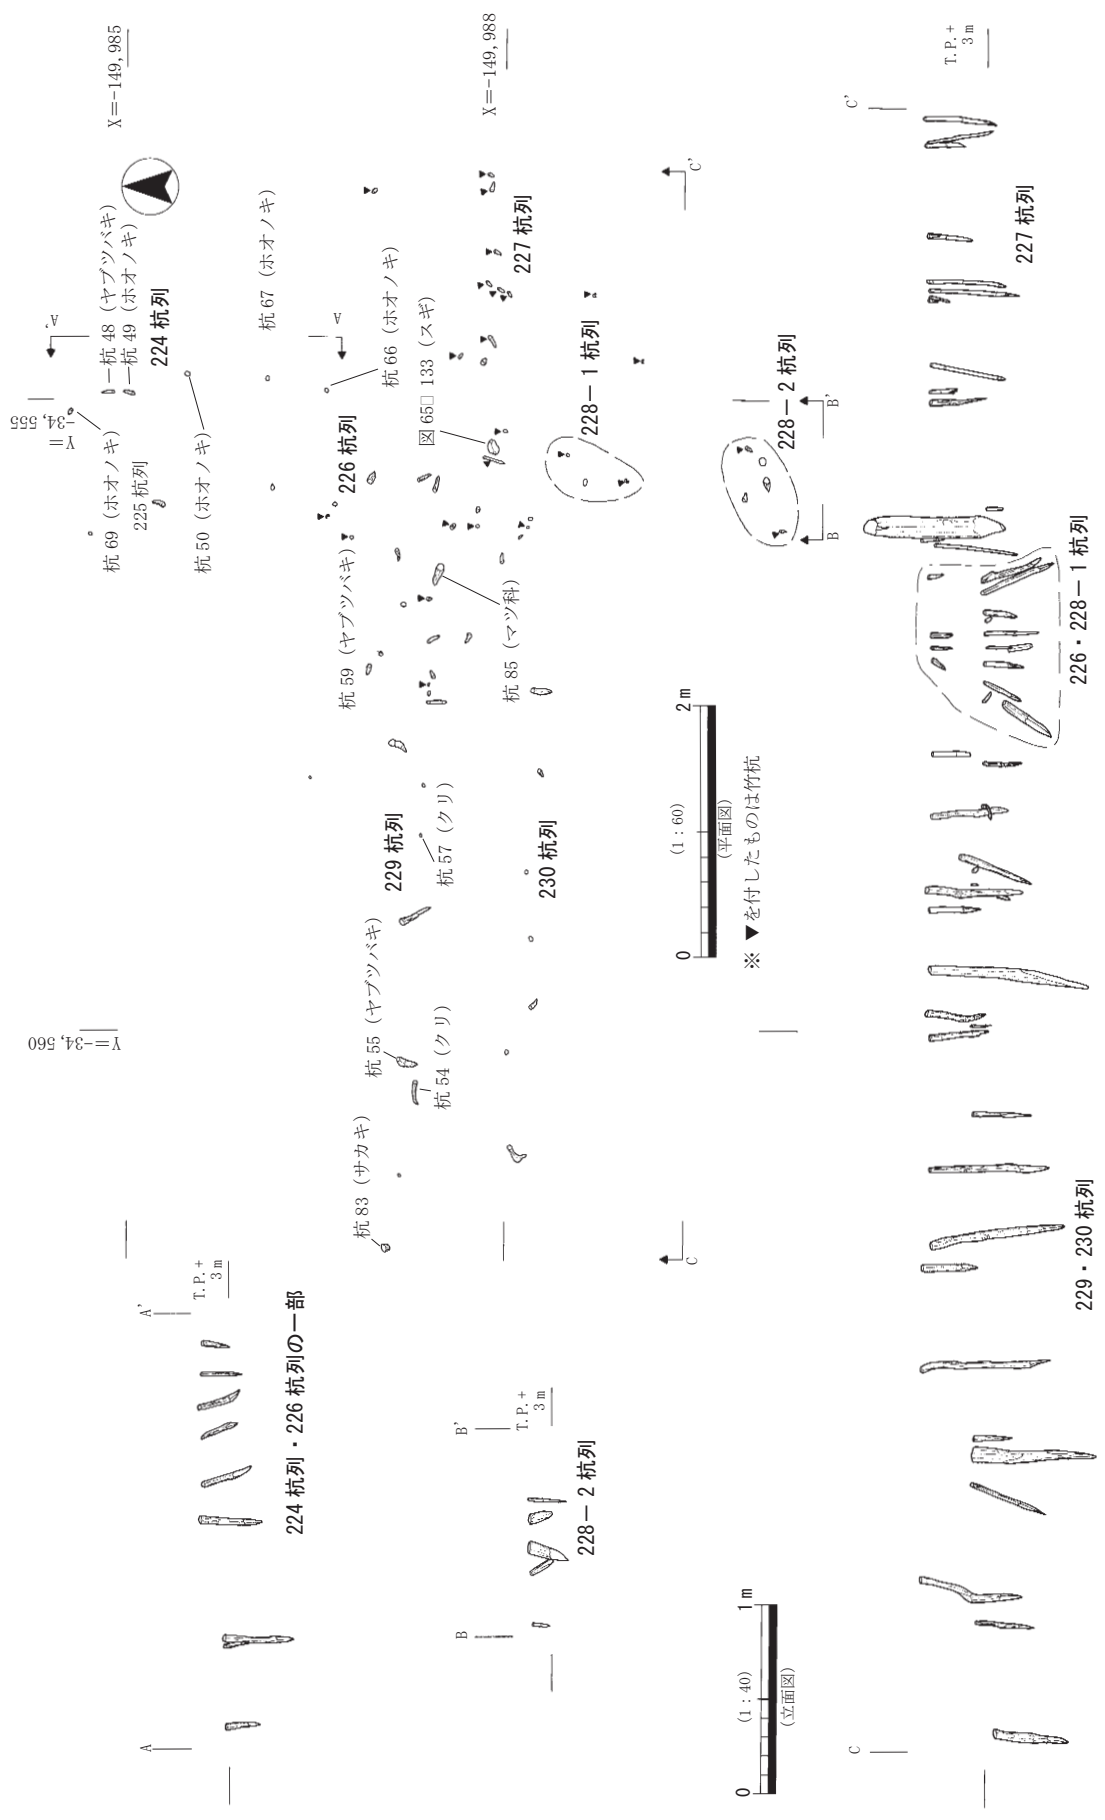 X=-149,985
X=-149,988
Y=
-34,555
Y=-34,560
A'
A
杭 48（ヤブツバキ）
杭 49（ホオノキ）
224 杭列
杭 69（ホオノキ）
225 杭列
杭 50（ホオノキ）
杭 67（ホオノキ）
杭 66（ホオノキ）
226 杭列
図 65□ 133（スギ）
227 杭列
228－1 杭列
228－2 杭列
B
B'
C
C'
杭 59（ヤブツバキ）
杭 85（マツ科）
229 杭列
杭 57（クリ）
230 杭列
杭 55（ヤブツバキ）
杭 54（クリ）
杭 83（サカキ）
0
2m
(1：60)
(平面図)
※ ▼を付したものは竹杭
A
A'
T.P.+
3m
224 杭列・226 杭列の一部
B
B'
T.P.+
3m
228－2 杭列
0
1m
(1：40)
(立面図)
C
C'
T.P.+
3m
227 杭列
226・228－1 杭列
229・230 杭列